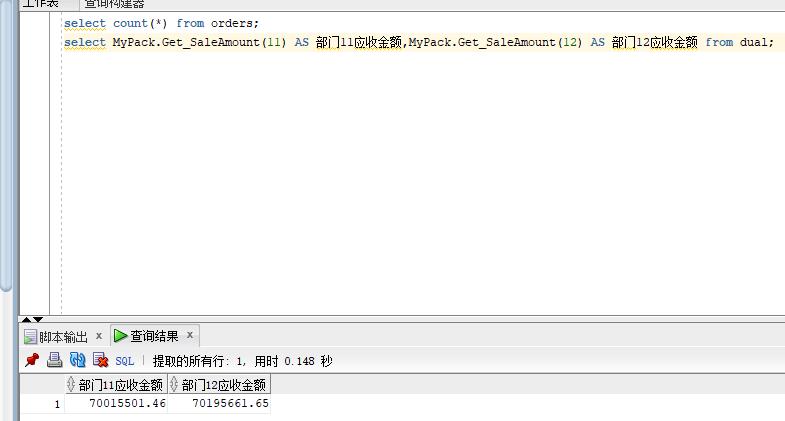 工作表 查询构建器
select count(*) from orders;
select MyPack.Get_SaleAmount(11) AS 部门11应收金额,MyPack.Get_SaleAmount(12) AS 部门12应收金额 from dual;
脚本输出 x 查询结果 x
SQL | 提取的所有行: 1, 用时 0.148 秒
部门11应收金额 部门12应收金额
1 70015501.46 70195661.65